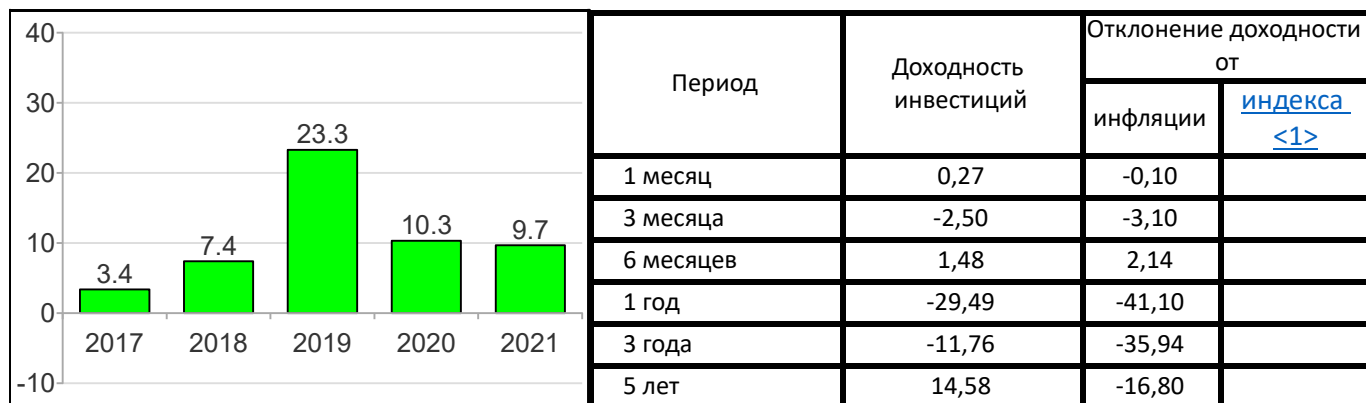 40
30
20
10
0
-10
3.4
7.4
23.3
10.3
9.7
2017 2018 2019 2020 2021
Период
Доходность
инвестиций
Отклонение доходности
от
инфляции
индекса
<1>
1 месяц 0,27 -0,10
3 месяца -2,50 -3,10
6 месяцев 1,48 2,14
1 год -29,49 -41,10
3 года -11,76 -35,94
5 лет 14,58 -16,80